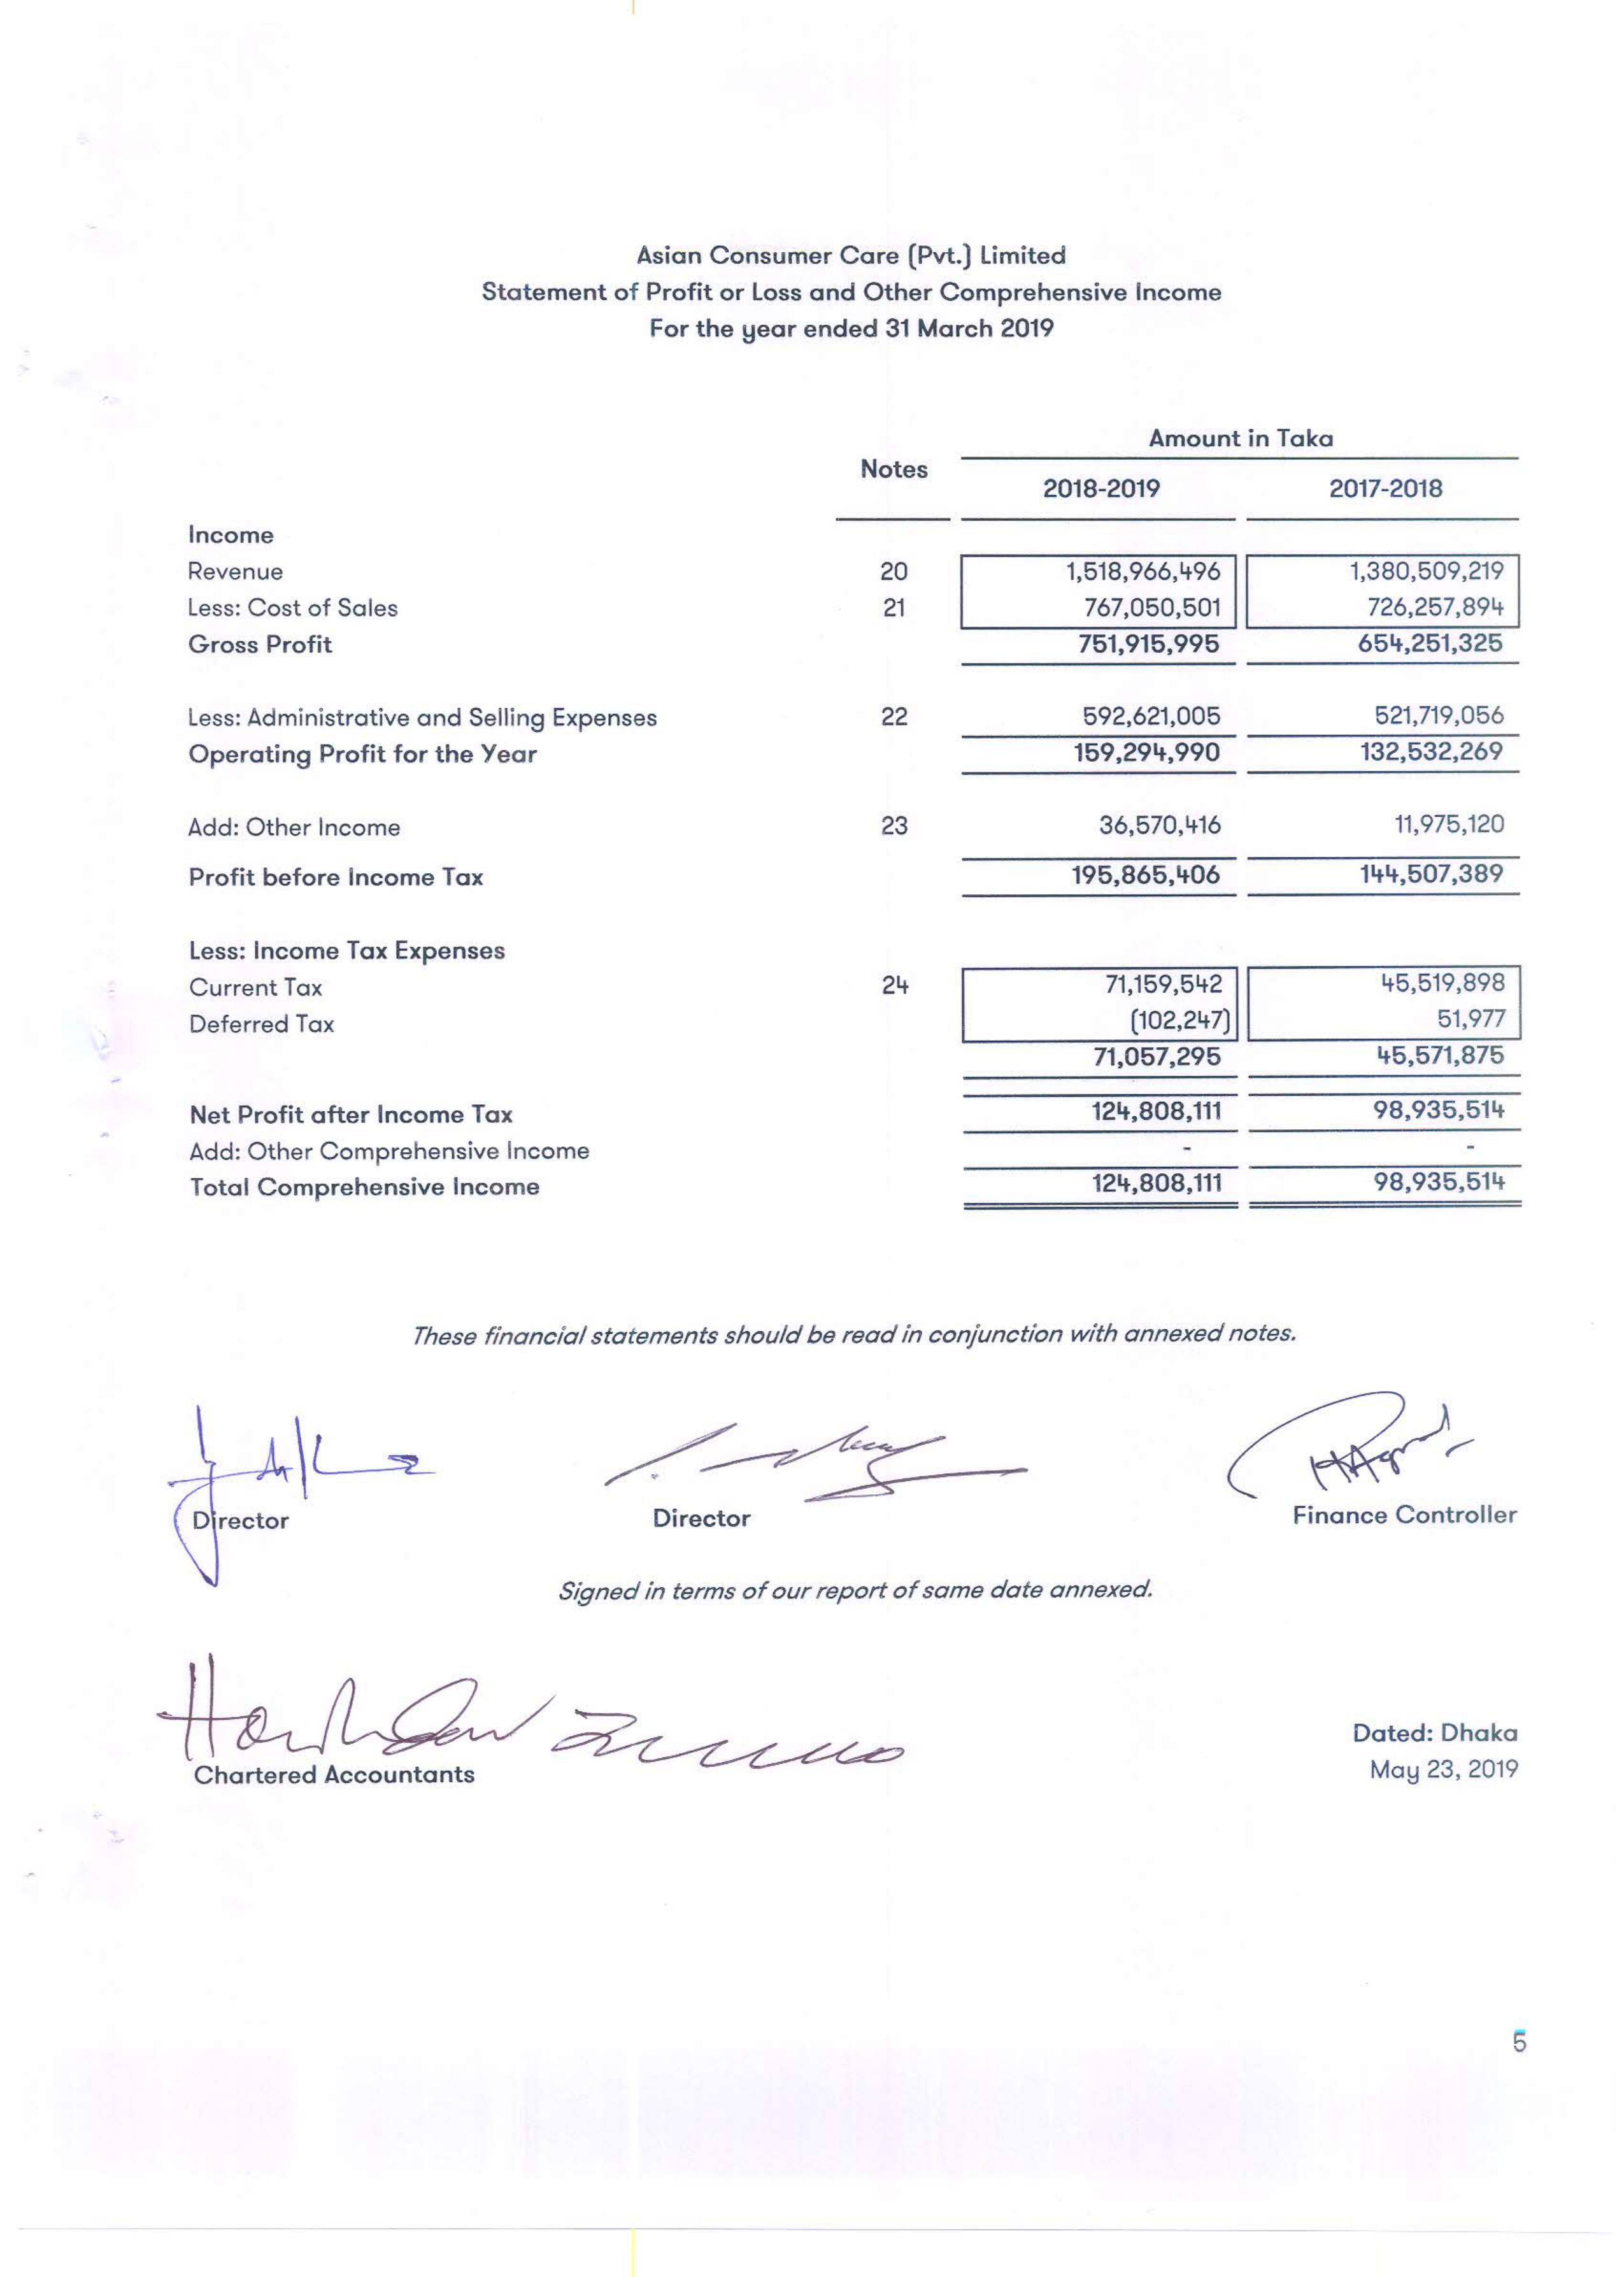 Asian Consumer Care (Pvt.) Limited
Statement of Profit or Loss and Other Comprehensive Income
For the year ended 31 March 2019
Amount in Taka
Notes
2018-2019 2017-2018
Income
Revenue 20 1,518,966,496 1,380,509,219
Less: Cost of Sales 21 767,050,501 726,257,894
Gross Profit 751,915,995 654,251,325
Less: Administrative and Selling Expenses 22 592,621,005 521,719,056
Operating Profit for the Year 159,294,990 132,532,269
Add: Other Income 23 36,570,416 11,975,120
Profit before Income Tax 195,865,406 144,507,389
Less: Income Tax Expenses
Current Tax 24 71,159,542 45,519,898
Deferred Tax (102,247) 51,977
71,057,295 45,571,875
Net Profit after Income Tax 124,808,111 98,935,514
Add: Other Comprehensive Income - -
Total Comprehensive Income 124,808,111 98,935,514
These financial statements should be read in conjunction with annexed notes.
Director Director Finance Controller
Signed in terms of our report of same date annexed.
Dated: Dhaka
Chartered Accountants May 23, 2019
5